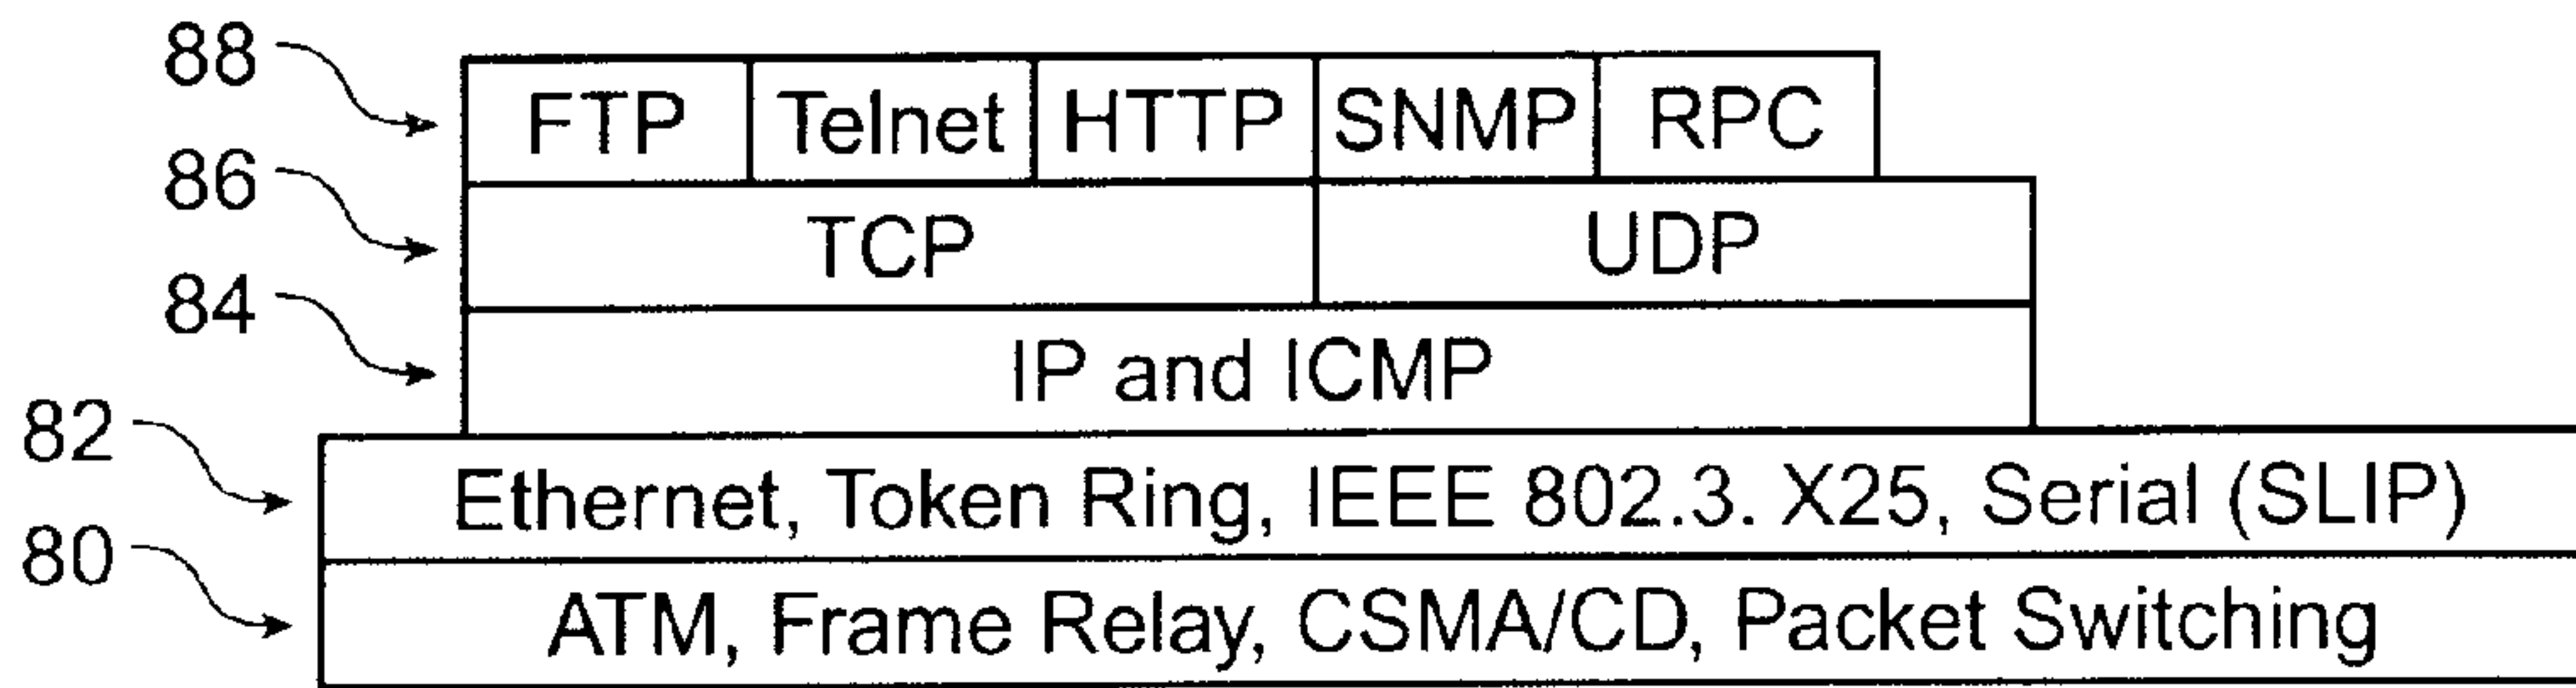 88 FTP Telnet HTTP SNMP RPC
86 TCP UDP
84 IP and ICMP
82 Ethernet, Token Ring, IEEE 802.3. X25, Serial (SLIP)
80 ATM, Frame Relay, CSMA/CD, Packet Switching